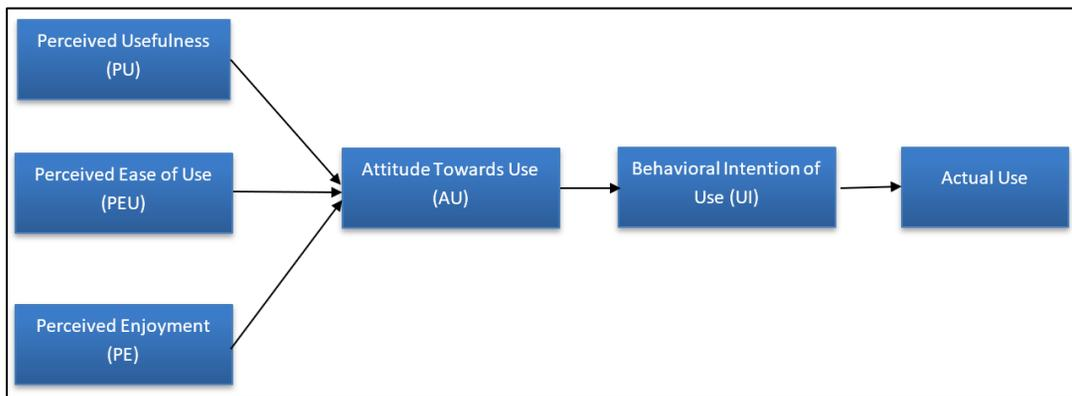 Perceived Usefulness
(PU)
Perceived Ease of Use
(PEU)
Perceived Enjoyment
(PE)
Attitude Towards Use
(AU)
Behavioral Intention of
Use (UI)
Actual Use